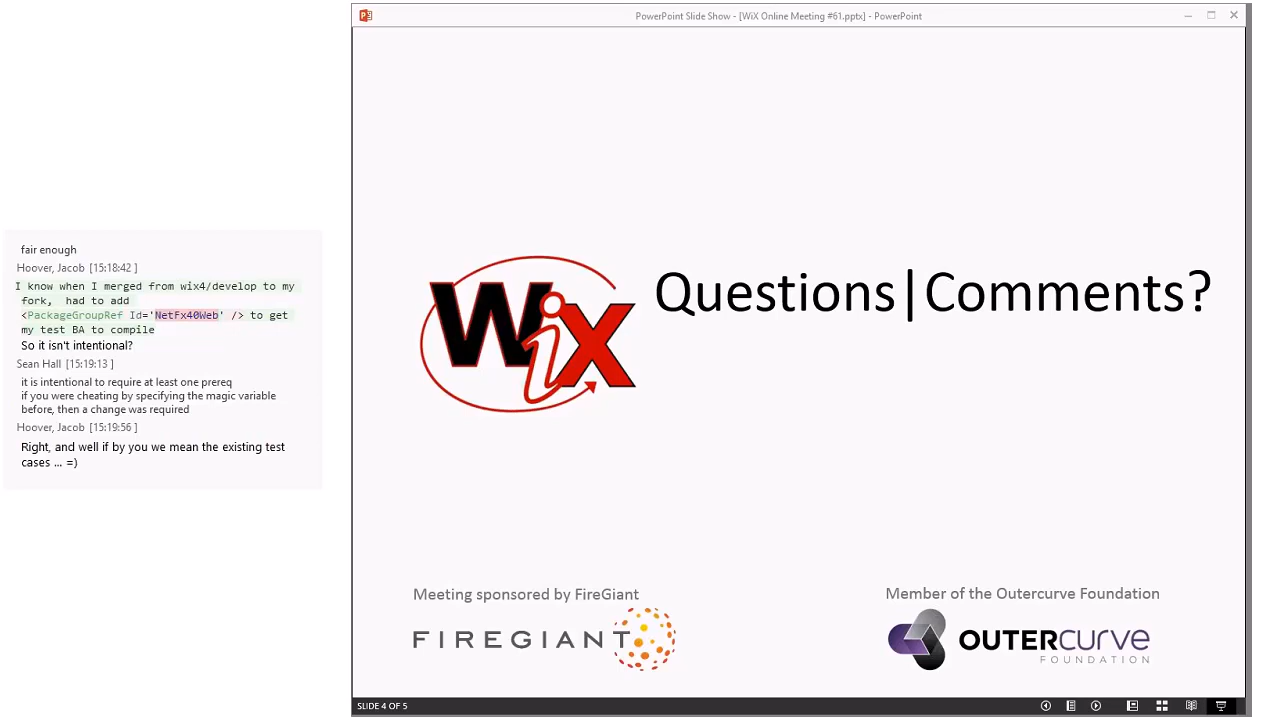 fair enough
Hoover, Jacob [15:18:42 ]
I know when I merged from wix4/develop to my
fork,  had to add
<PackageGroupRef Id='NetFx40Web' /> to get
my test BA to compile
So it isn't intentional?
Sean Hall [15:19:13 ]
it is intentional to require at least one prereq
if you were cheating by specifying the magic variable
before, then a change was required
Hoover, Jacob [15:19:56 ]
Right, and well if by you we mean the existing test
cases ... =)
PowerPoint Slide Show - [WiX Online Meeting #61.pptx] - PowerPoint
WiX
Questions|Comments?
Meeting sponsored by FireGiant
FIREGIANT
Member of the Outercurve Foundation
OUTERCURVE
FOUNDATION
SLIDE 4 OF 5